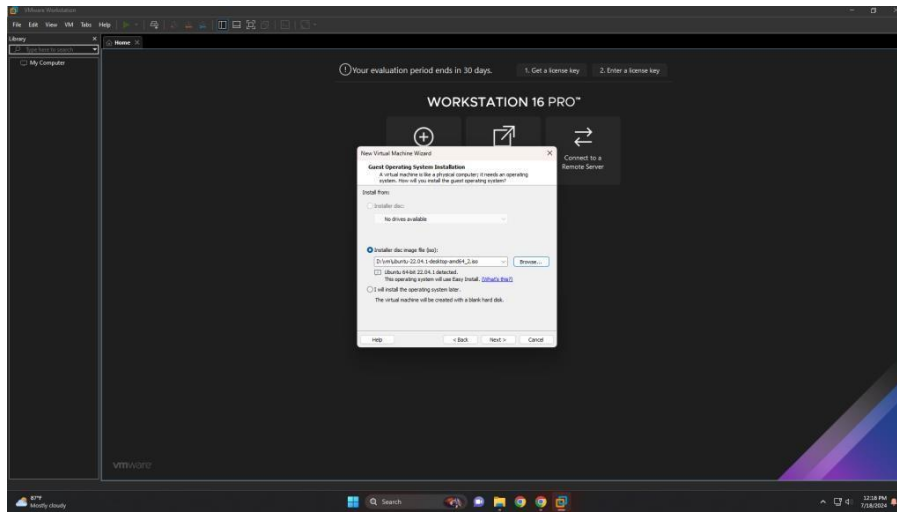 VMware Workstation
File Edit View VM Tabs Help
Library
Type here to search
My Computer
Home
Your evaluation period ends in 30 days.
1. Get a license key
2. Enter a license key
WORKSTATION 16 PRO™
Connect to a
Remote Server
New Virtual Machine Wizard
Guest Operating System Installation
A virtual machine is like a physical computer; it needs an operating
system. How will you install the guest operating system?
Install from:
Installer disc:
No drives available
Installer disc image file (iso):
D:\vm\ubuntu-22.04.1-desktop-amd64_2.iso
Browse...
Ubuntu 64-bit 22.04.1 detected.
This operating system will use Easy Install. (What's this?)
I will install the operating system later.
The virtual machine will be created with a blank hard disk.
Help
< Back
Next >
Cancel
vmware
87°F
Mostly cloudy
Search
12:18 PM
7/18/2024